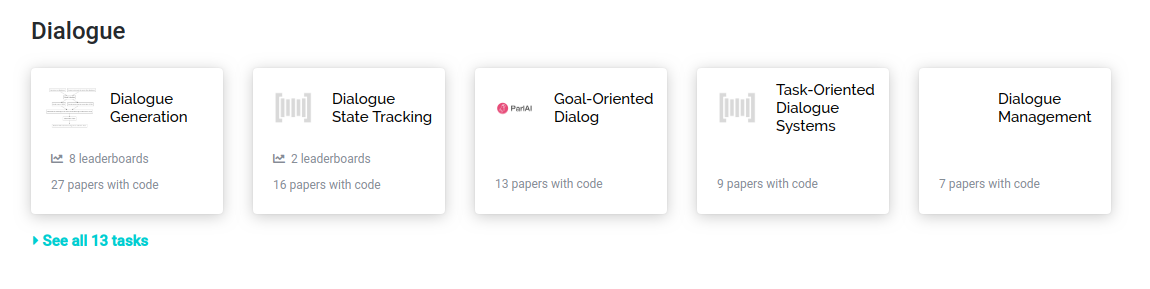 Dialogue
Dialogue
Generation
8 leaderboards
27 papers with code
Dialogue
State Tracking
2 leaderboards
16 papers with code
ParlAI
Goal-Oriented
Dialog
13 papers with code
Task-Oriented
Dialogue
Systems
9 papers with code
Dialogue
Management
7 papers with code
See all 13 tasks